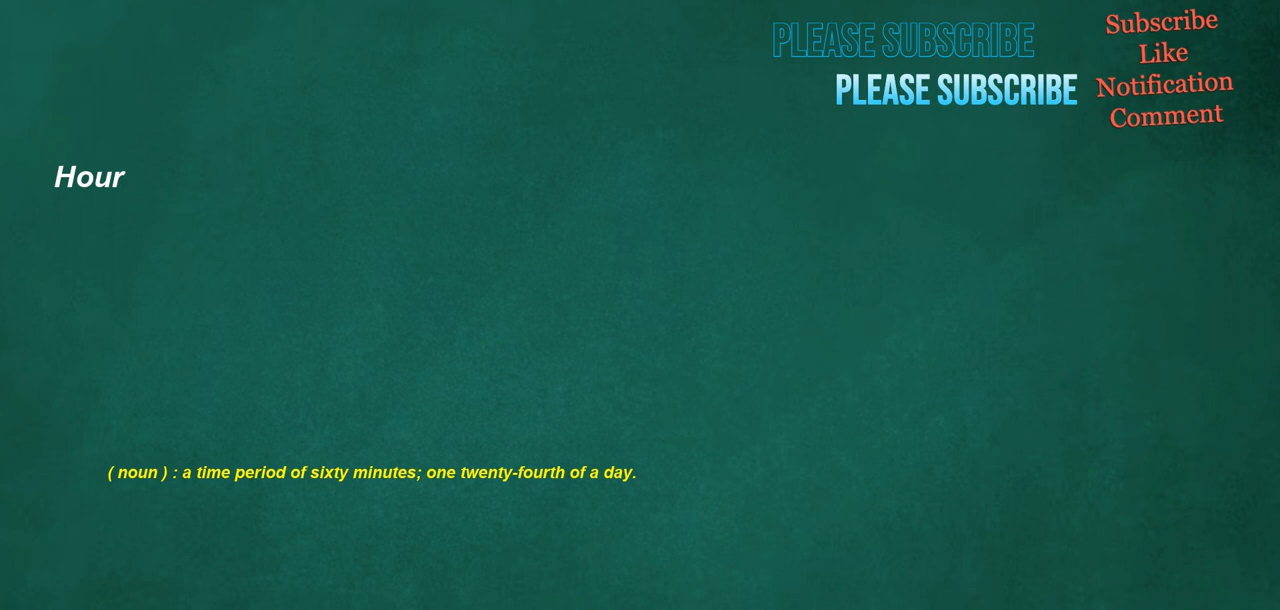 PLEASE SUBSCRIBE
PLEASE SUBSCRIBE
Subscribe
Like
Notification
Comment
Hour
( noun ) : a time period of sixty minutes; one twenty-fourth of a day.